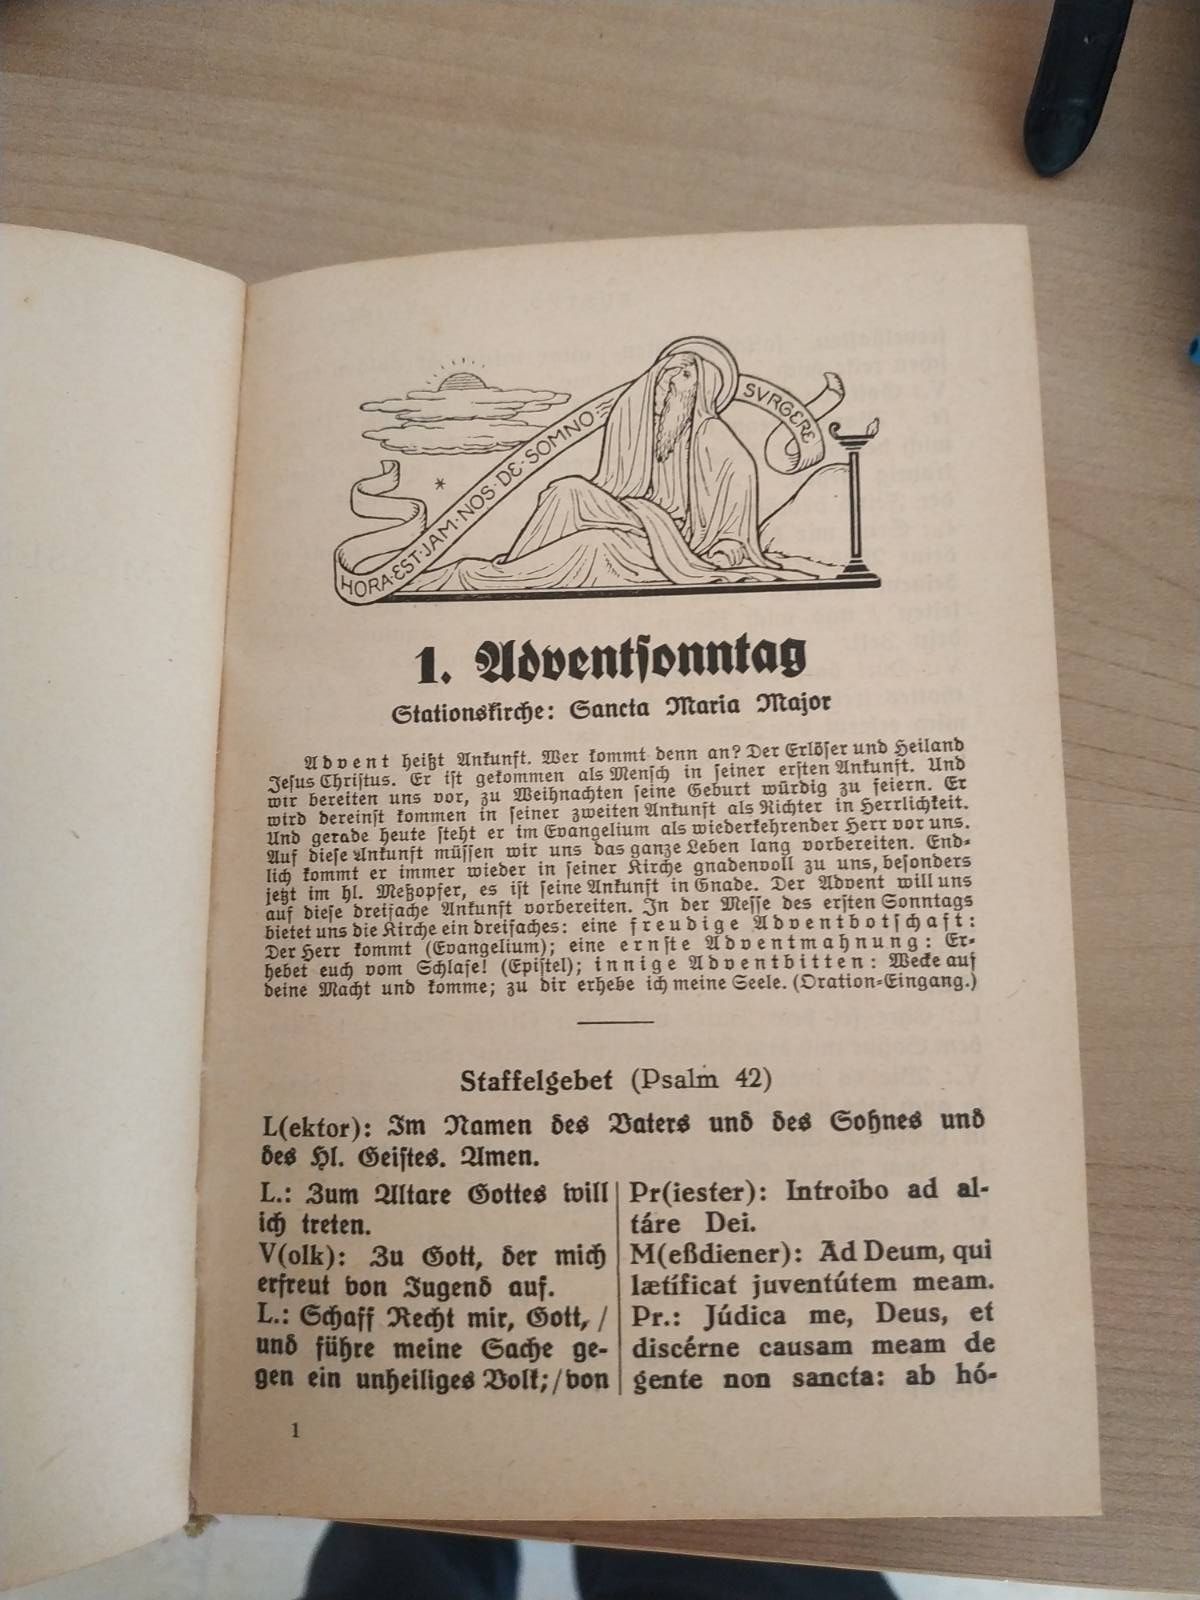 HORA·EST·JAM·NOS·DE·SOMNO
SVRGERE
1. Adventſonntag
Stationskirche: Sancta Maria Major
Advent heißt Ankunft. Wer kommt denn an? Der Erlöſer und Heiland
Jeſus Chriſtus. Er iſt gekommen als Menſch in ſeiner erſten Ankunft. Und
wir bereiten uns vor, zu Weihnachten ſeine Geburt würdig zu feiern. Er
wird dereinſt kommen in ſeiner zweiten Ankunft als Richter in Herrlichkeit.
Und gerade heute ſteht er im Evangelium als wiederkehrender Herr vor uns.
Auf dieſe Ankunft müſſen wir uns das ganze Leben lang vorbereiten. End-
lich kommt er immer wieder in ſeiner Kirche gnadenvoll zu uns, beſonders
jetzt im hl. Meßopfer, es iſt ſeine Ankunft in Gnade. Der Advent will uns
auf dieſe dreifache Ankunft vorbereiten. In der Meſſe des erſten Sonntags
bietet uns die Kirche ein dreifaches: eine freudige Adventbotſchaft:
Der Herr kommt (Evangelium); eine ernſte Adventmahnung: Er-
hebet euch vom Schlafe! (Epiſtel); innige Adventbitten: Wecke auf
deine Macht und komme; zu dir erhebe ich meine Seele. (Oration-Eingang.)
Staffelgebet (Psalm 42)
L(ektor): Im Namen des Vaters und des Sohnes und
des Hl. Geiſtes. Amen.
L.: Zum Altare Gottes will
ich treten.
V(olk): Zu Gott, der mich
erfreut von Jugend auf.
L.: Schaff Recht mir, Gott, /
und führe meine Sache ge-
gen ein unheiliges Volk; / von
Pr(iester): Introibo ad al-
táre Dei.
M(eßdiener): Ad Deum, qui
lætíficat juventútem meam.
Pr.: Júdica me, Deus, et
discérne causam meam de
gente non sancta: ab hó-
1